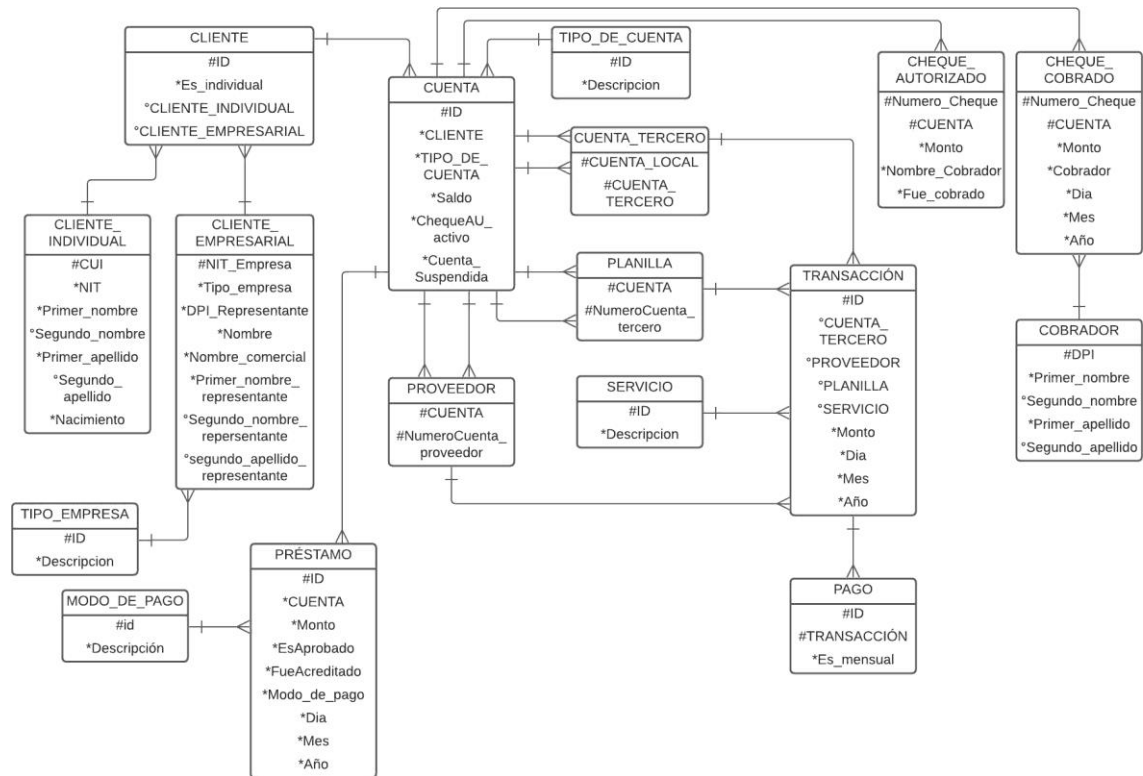 CLIENTE
#ID
*Es_individual
°CLIENTE_INDIVIDUAL
°CLIENTE_EMPRESARIAL
CUENTA
#ID
*CLIENTE
*TIPO_DE_
CUENTA
*Saldo
*ChequeAU_
activo
*Cuenta_
Suspendida
TIPO_DE_CUENTA
#ID
*Descripcion
CHEQUE_
AUTORIZADO
#Numero_Cheque
#CUENTA
*Monto
*Nombre_Cobrador
*Fue_cobrado
CHEQUE_
COBRADO
#Numero_Cheque
#CUENTA
*Monto
*Cobrador
*Dia
*Mes
*Año
CUENTA_TERCERO
#CUENTA_LOCAL
#CUENTA_
TERCERO
CLIENTE_
INDIVIDUAL
#CUI
*NIT
*Primer_nombre
°Segundo_nombre
*Primer_apellido
°Segundo_
apellido
*Nacimiento
CLIENTE_
EMPRESARIAL
#NIT_Empresa
*Tipo_empresa
*DPI_Representante
*Nombre
*Nombre_comercial
*Primer_nombre_
representante
°Segundo_nombre_
repersentante
°segundo_apellido_
representante
PLANILLA
#CUENTA
#NumeroCuenta_
tercero
TRANSACCIÓN
#ID
°CUENTA_
TERCERO
°PROVEEDOR
°PLANILLA
°SERVICIO
*Monto
*Dia
*Mes
*Año
COBRADOR
#DPI
*Primer_nombre
°Segundo_nombre
*Primer_apellido
°Segundo_apellido
PROVEEDOR
#CUENTA
#NumeroCuenta_
proveedor
SERVICIO
#ID
*Descripcion
TIPO_EMPRESA
#ID
*Descripcion
PRÉSTAMO
#ID
*CUENTA
*Monto
*EsAprobado
*FueAcreditado
*Modo_de_pago
*Dia
*Mes
*Año
MODO_DE_PAGO
#id
*Descripción
PAGO
#ID
#TRANSACCIÓN
*Es_mensual